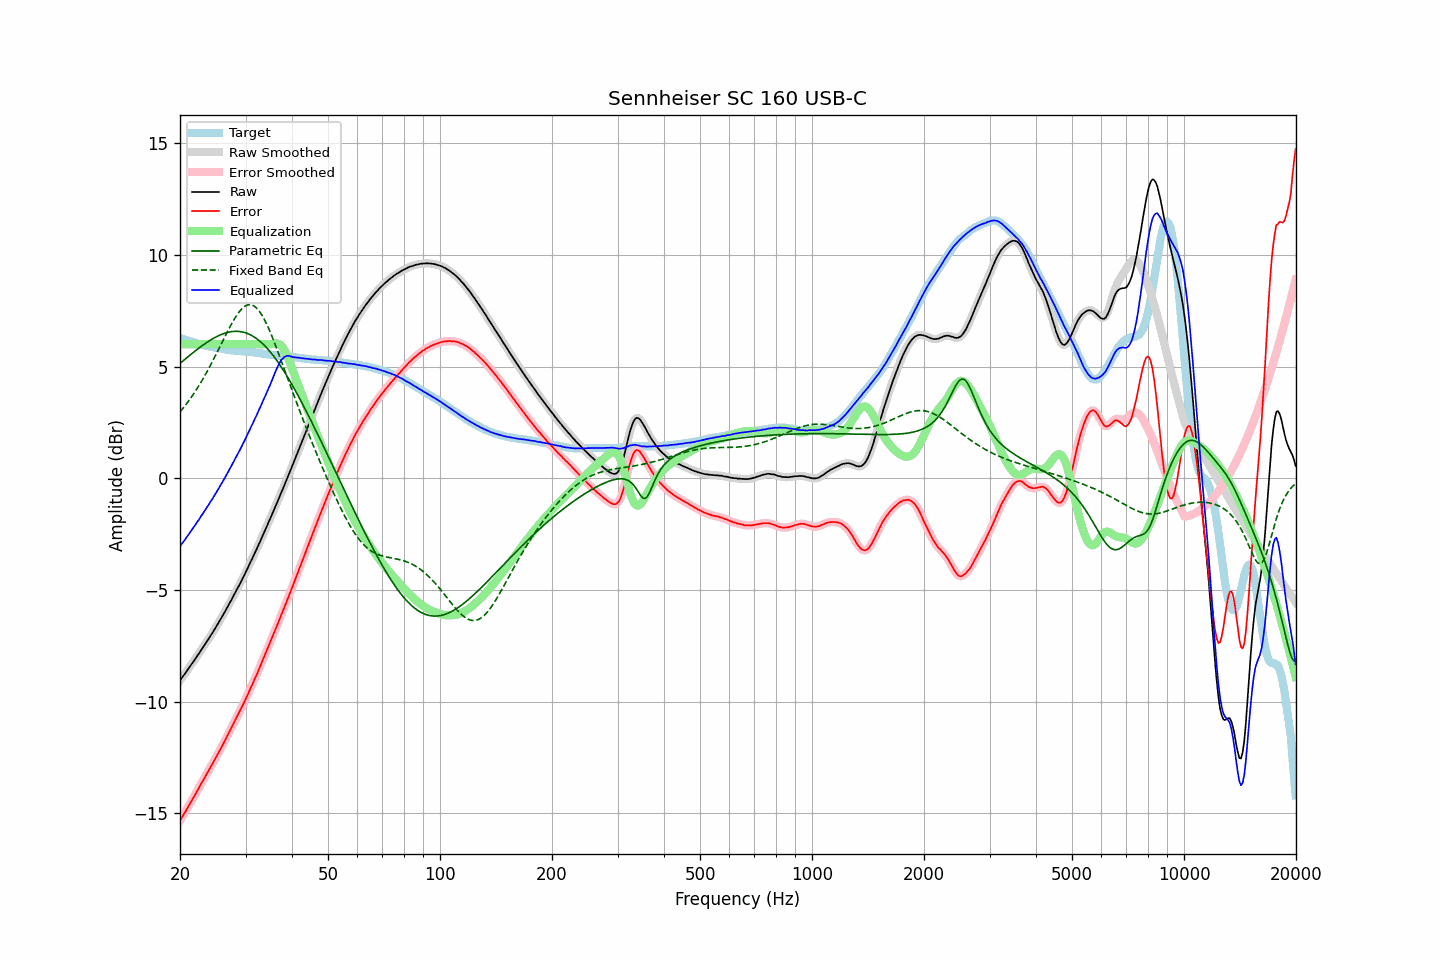 Sennheiser SC 160 USB-C
Target
Raw Smoothed
Error Smoothed
Raw
Error
Equalization
Parametric Eq
Fixed Band Eq
Equalized
15
10
5
0
−5
−10
−15
Amplitude (dBr)
20 50 100 200 500 1000 2000 5000 10000 20000
Frequency (Hz)